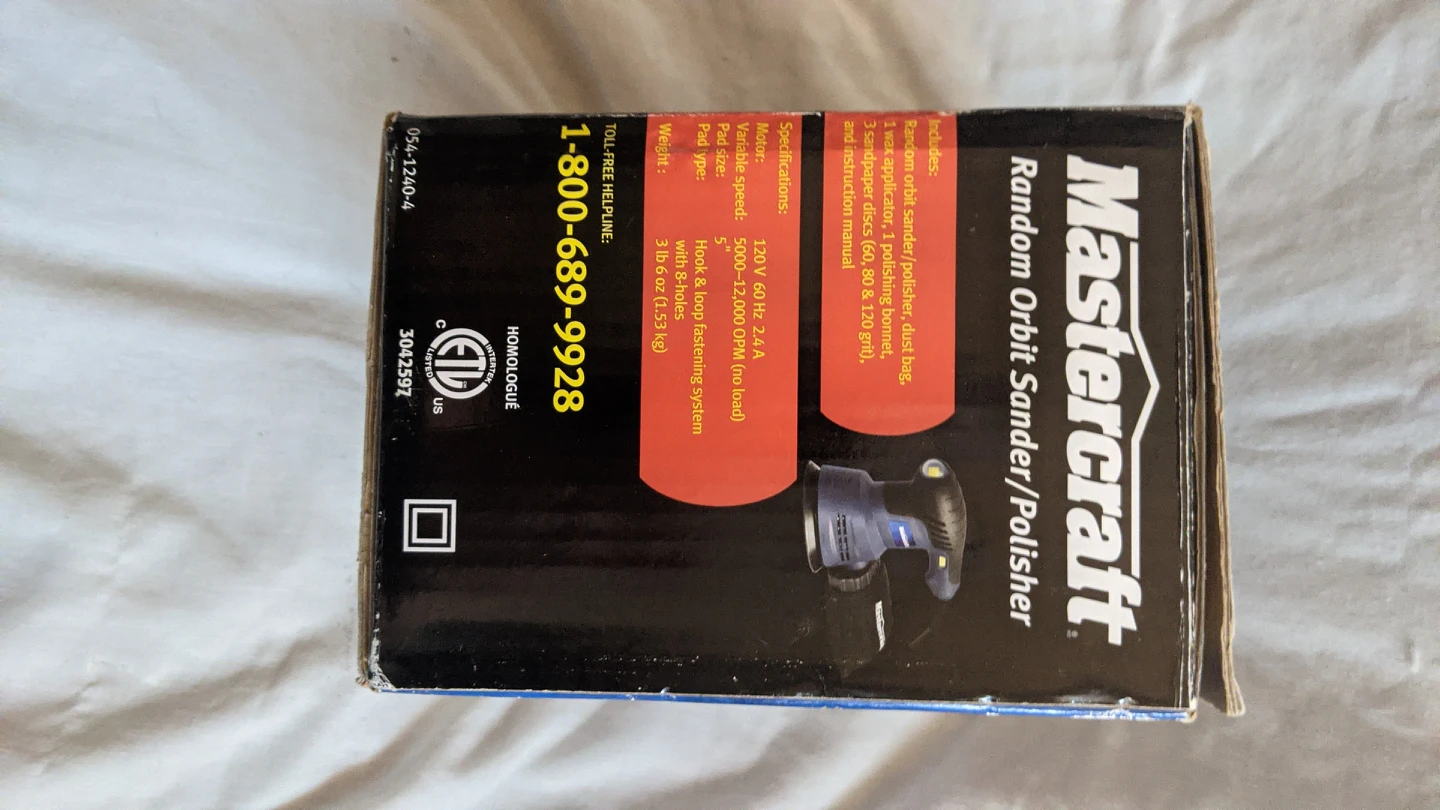 Mastercraft®
Random Orbit Sander/Polisher
Includes:
Random orbit sander/polisher, dust bag,
1 wax applicator, 1 polishing bonnet,
3 sandpaper discs (60, 80 & 120 grit),
and instruction manual
Specifications:
Motor: 120 V 60 Hz 2.4 A
Variable speed: 5000–12,000 OPM (no load)
Pad size: 5"
Pad type: Hook & loop fastening system
with 8-holes
Weight : 3 lb 6 oz (1.53 kg)
TOLL-FREE HELPLINE:
1-800-689-9928
HOMOLOGUÉ
INTERTEK
ETL CM
LISTED
C US
3042597
054-1240-4